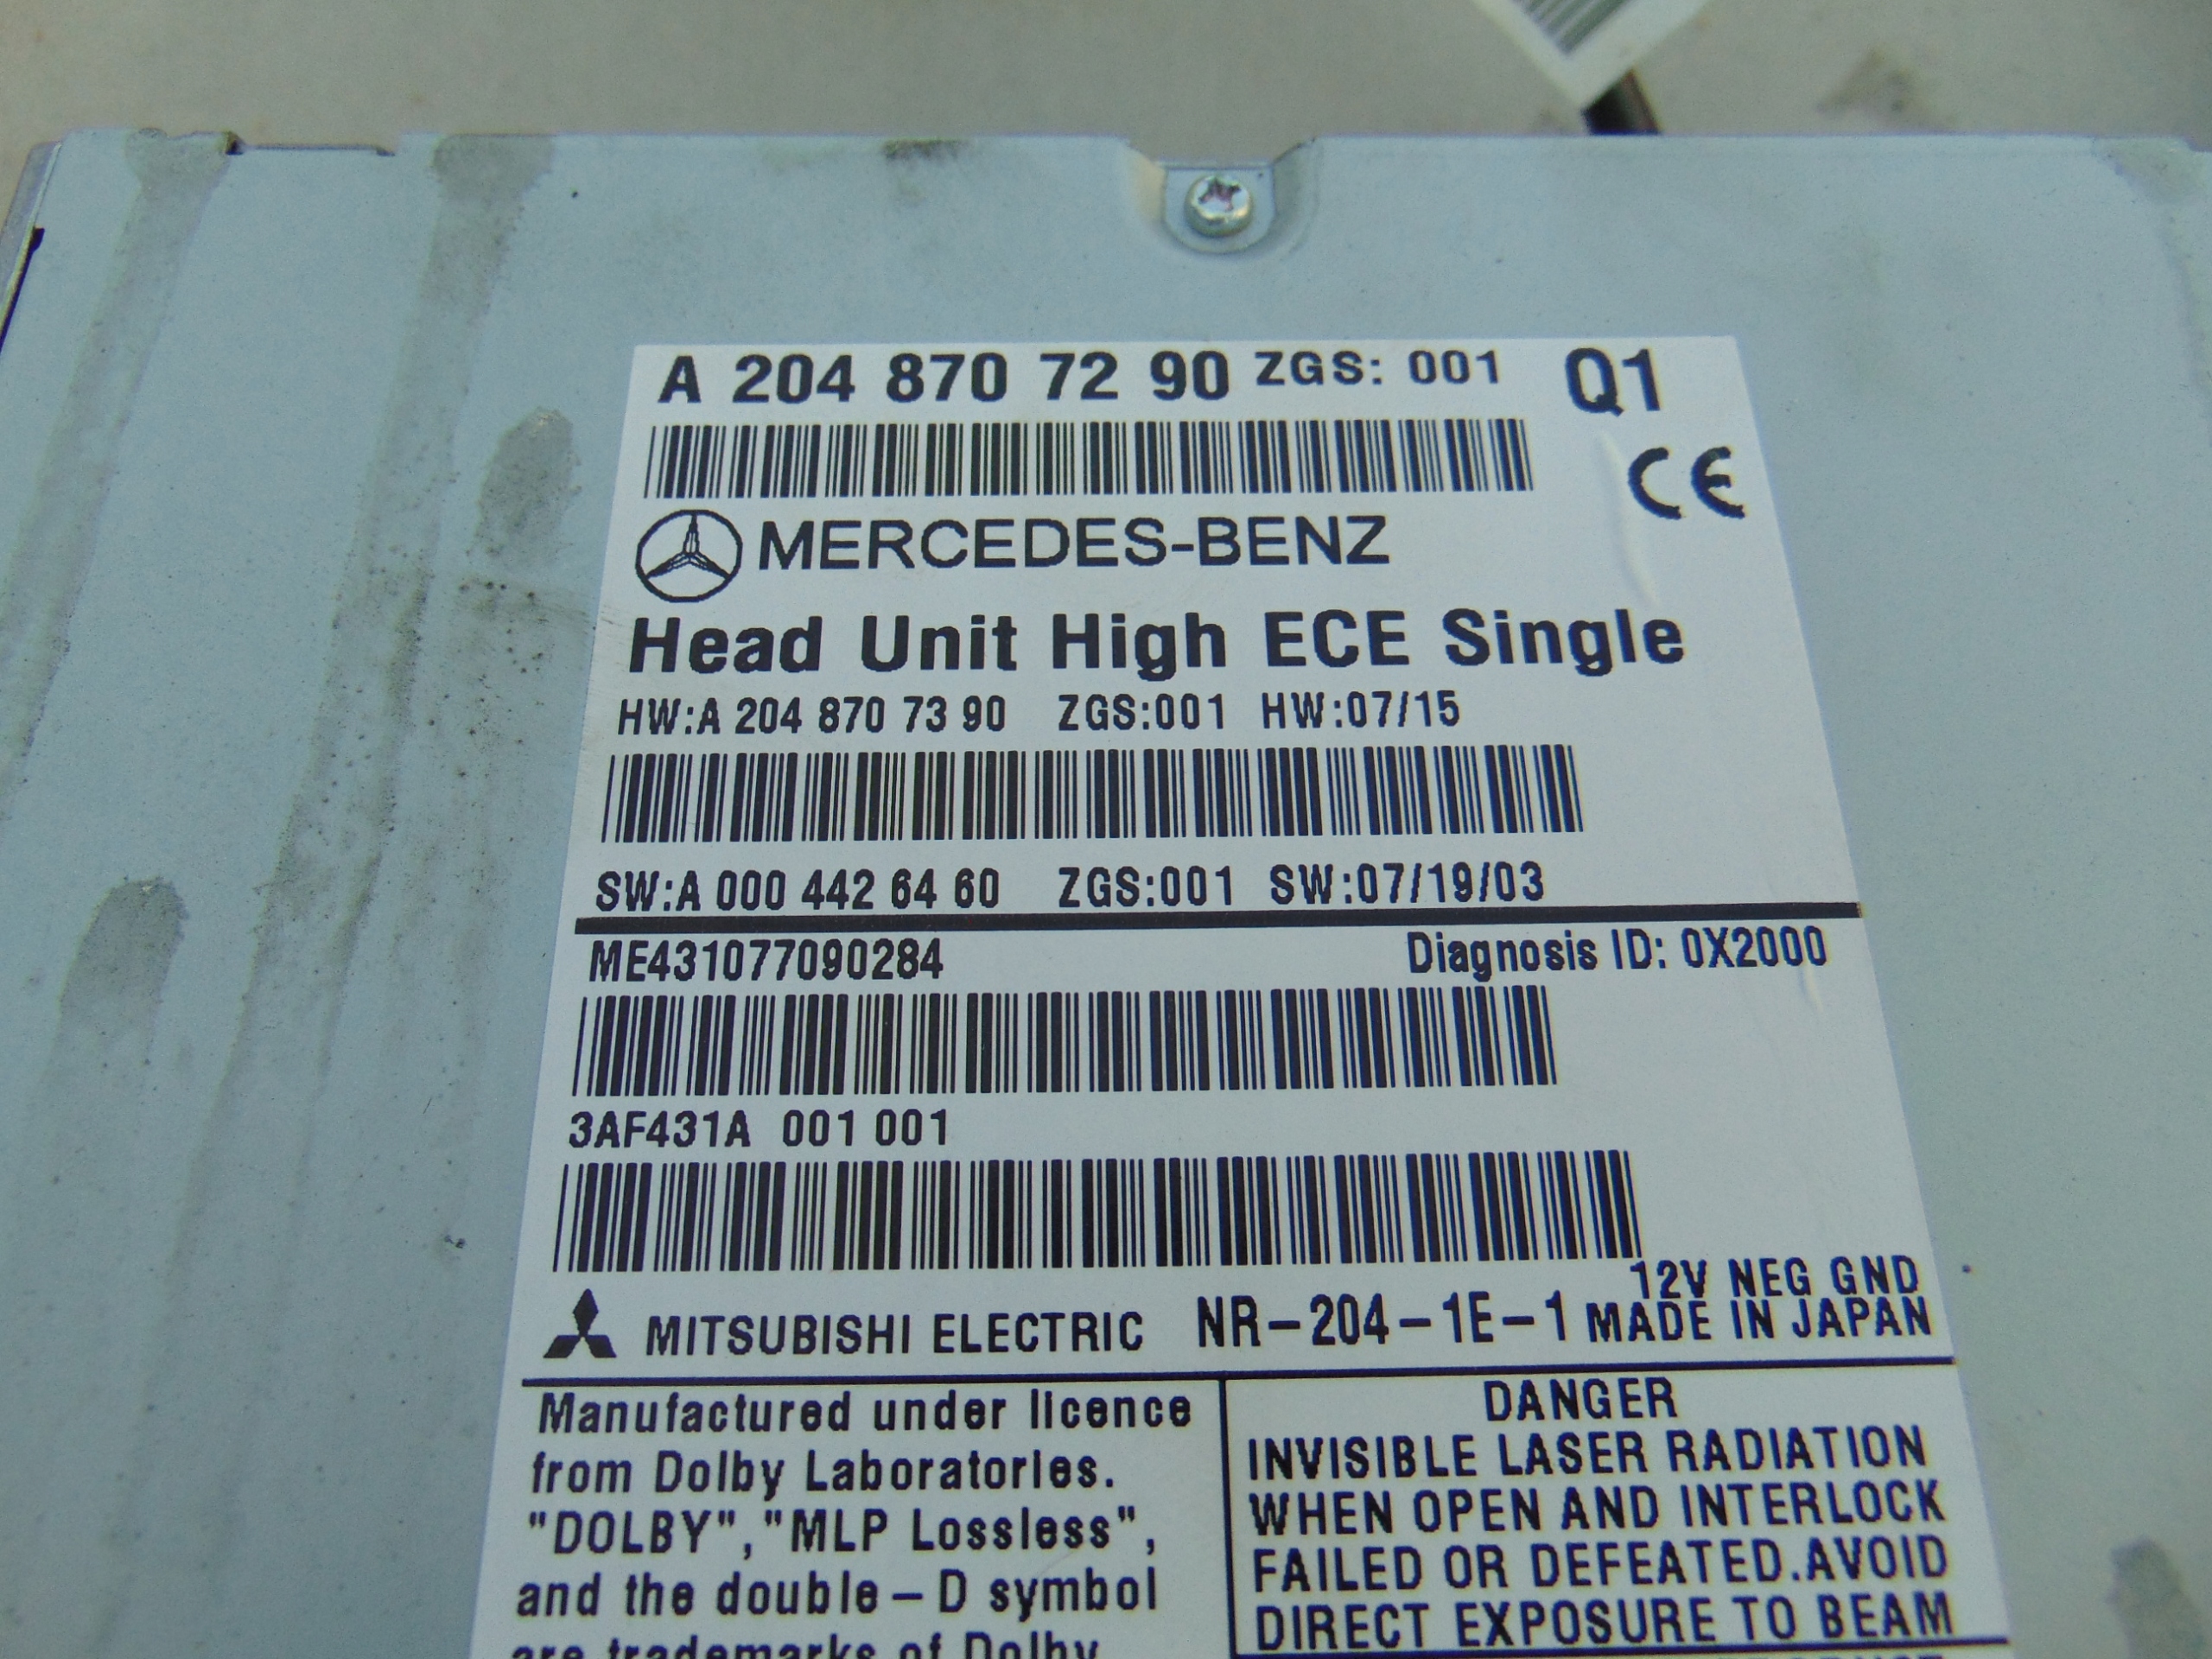 A 204 870 72 90 ZGS: 001 Q1
CE
MERCEDES-BENZ
Head Unit High ECE Single
HW:A 204 870 73 90 ZGS:001 HW:07/15
SW:A 000 442 64 60 ZGS:001 SW:07/19/03
ME431077090284 Diagnosis ID: 0X2000
3AF431A 001 001
12V NEG GND
MITSUBISHI ELECTRIC NR-204-1E-1 MADE IN JAPAN
Manufactured under licence
from Dolby Laboratories.
"DOLBY","MLP Lossless",
and the double-D symbol
are trademarks of Dolby
DANGER
INVISIBLE LASER RADIATION
WHEN OPEN AND INTERLOCK
FAILED OR DEFEATED.AVOID
DIRECT EXPOSURE TO BEAM